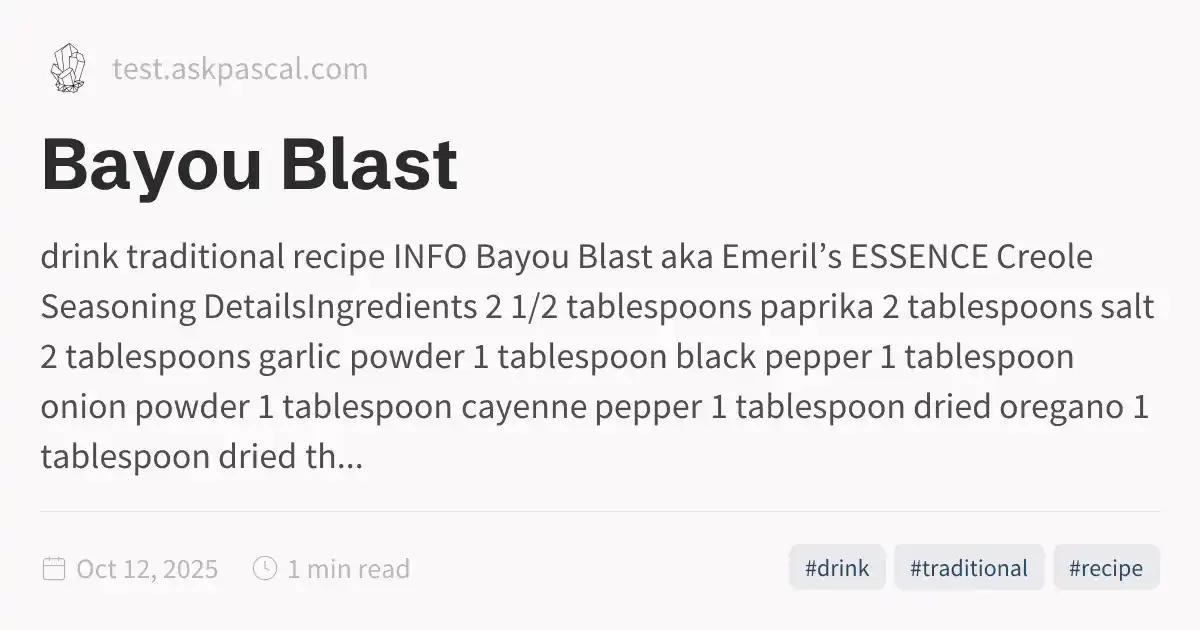 test.askpascal.com
Bayou Blast
drink traditional recipe INFO Bayou Blast aka Emeril’s ESSENCE Creole
Seasoning DetailsIngredients 2 1/2 tablespoons paprika 2 tablespoons salt
2 tablespoons garlic powder 1 tablespoon black pepper 1 tablespoon
onion powder 1 tablespoon cayenne pepper 1 tablespoon dried oregano 1
tablespoon dried th...
Oct 12, 2025 1 min read #drink #traditional #recipe